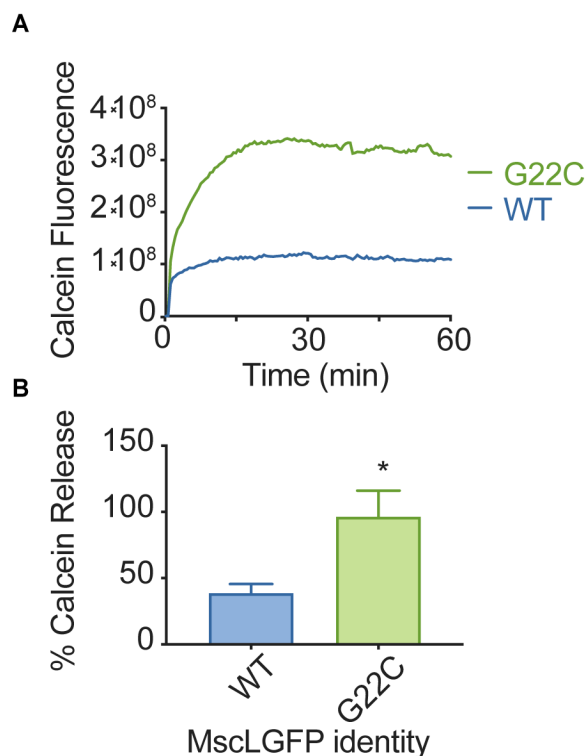 A
Calcein Fluorescence
4×10⁸
3×10⁸
2×10⁸
1×10⁸
0
0
30
60
Time (min)
G22C
WT
B
% Calcein Release
150
100
50
0
*
WT
G22C
MscLGFP identity